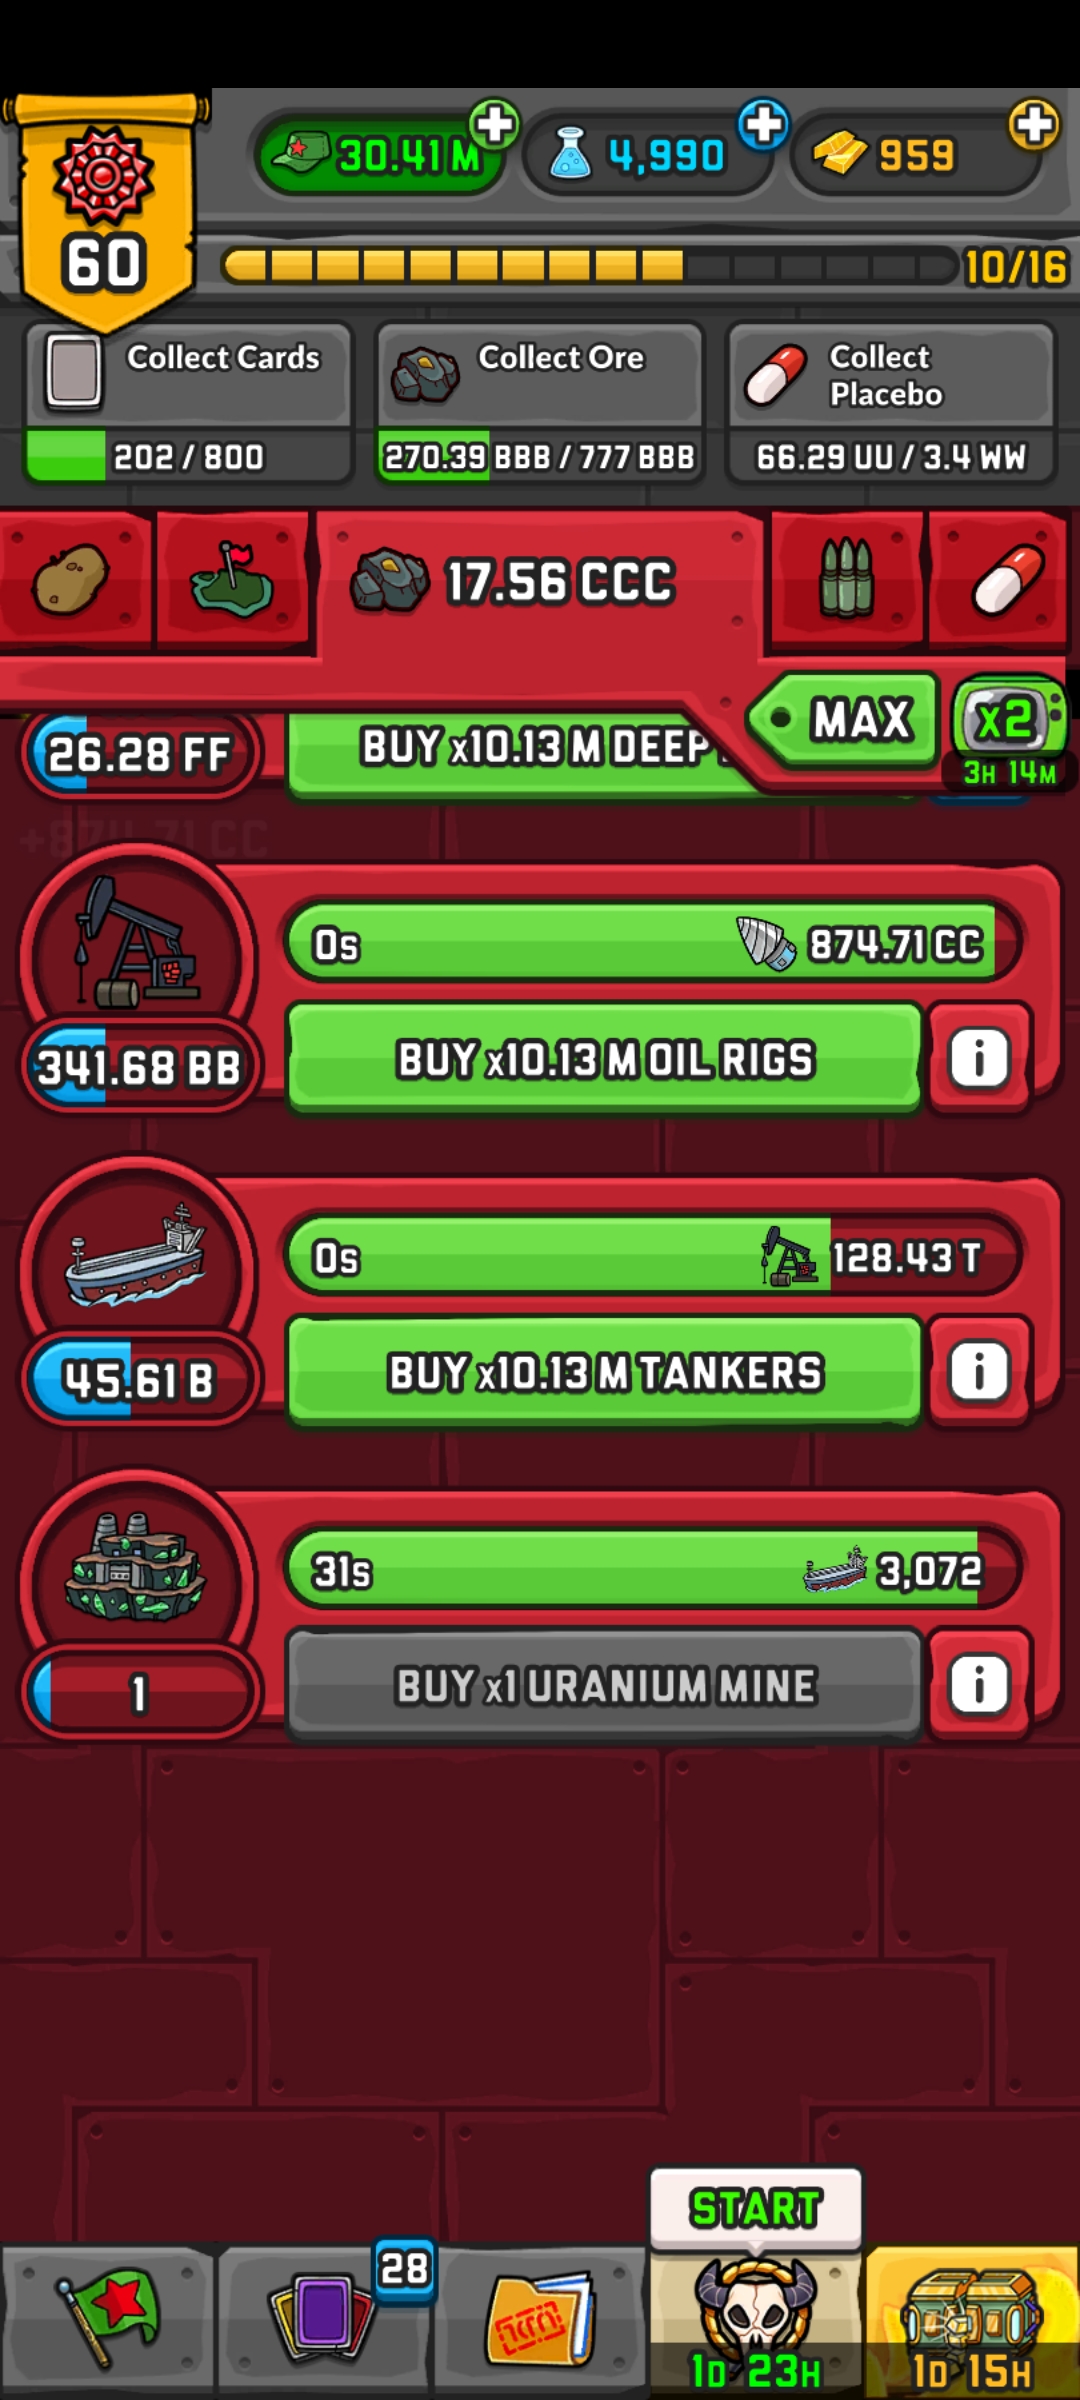 60
30.41 M
4,990
959
10/16
Collect Cards
202 / 800
Collect Ore
270.39 BBB / 777 BBB
Collect
Placebo
66.29 UU / 3.4 WW
17.56 CCC
MAX
x2
3H 14M
26.28 FF
BUY x10.13 M DEEP
+874.71 CC
0s
874.71 CC
341.68 BB
BUY x10.13 M OIL RIGS
i
0s
128.43 T
45.61 B
BUY x10.13 M TANKERS
i
31s
3,072
1
BUY x1 URANIUM MINE
i
START
28
1D 23H
1D 15H